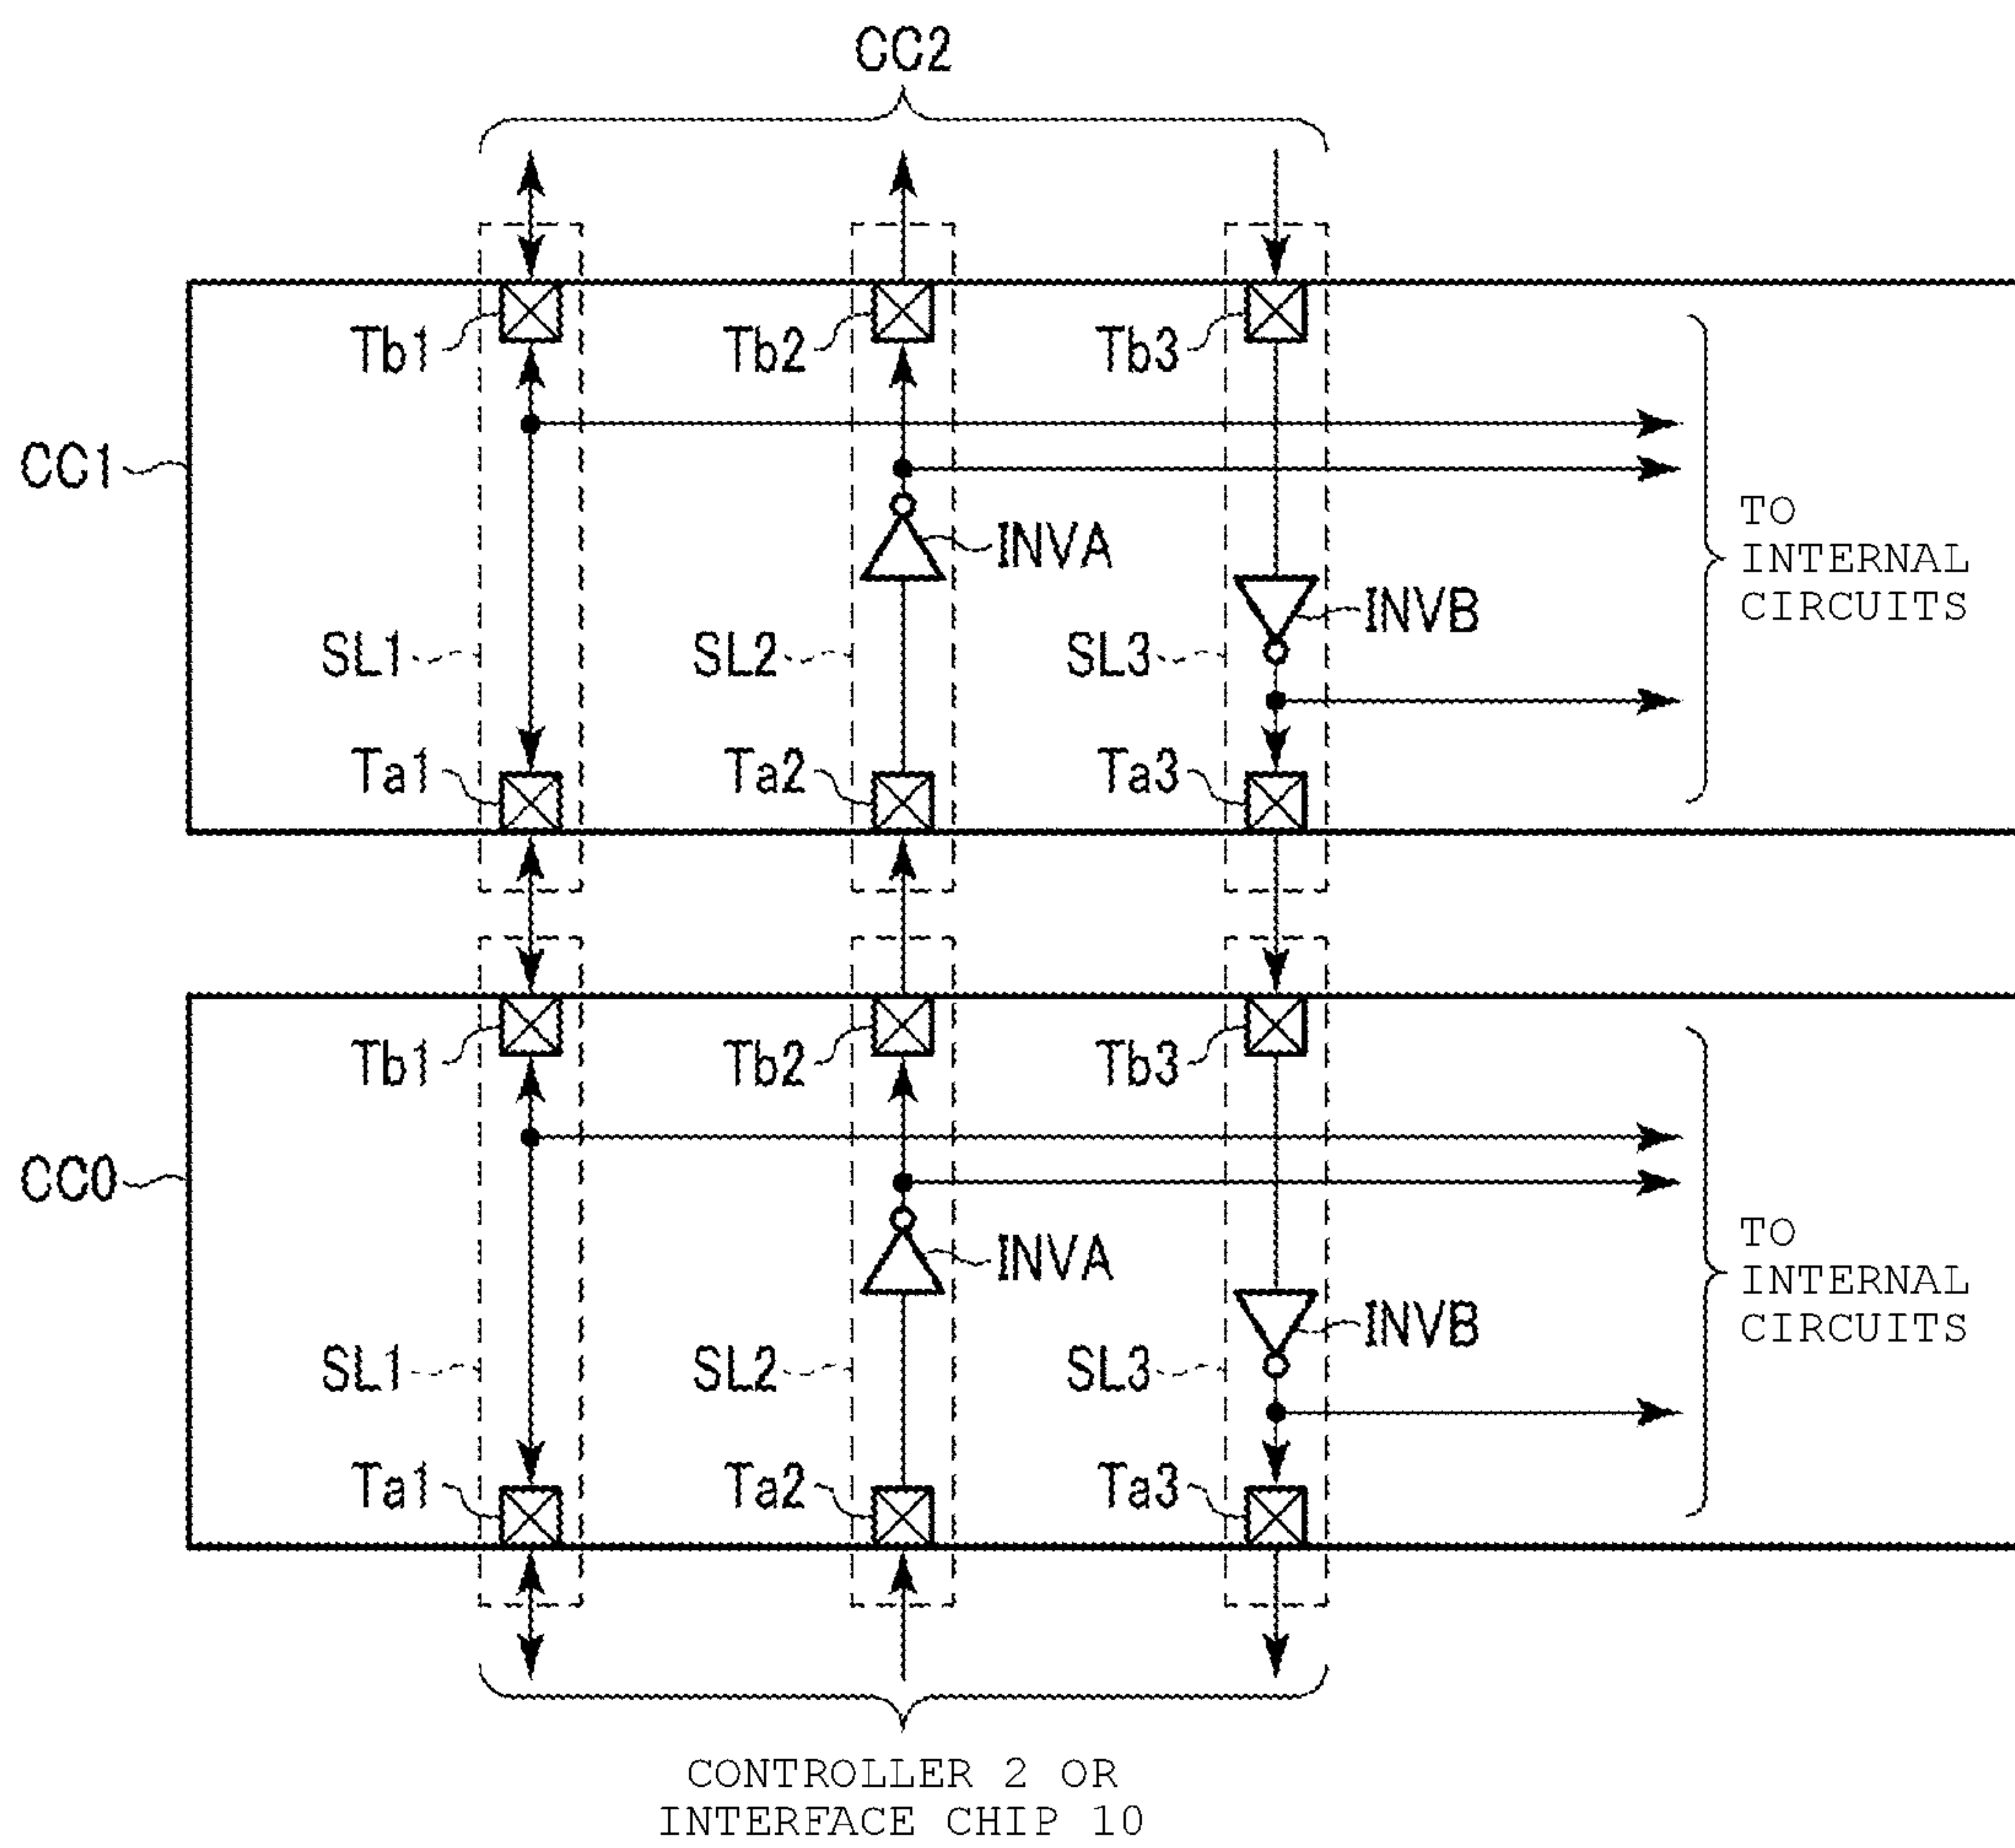 CC2
Tb1
Tb2
Tb3
CC1
TO
INTERNAL
CIRCUITS
INVA
INVB
SL1
SL2
SL3
Ta1
Ta2
Ta3
Tb1
Tb2
Tb3
CC0
TO
INTERNAL
CIRCUITS
INVA
INVB
SL1
SL2
SL3
Ta1
Ta2
Ta3
CONTROLLER 2 OR
INTERFACE CHIP 10